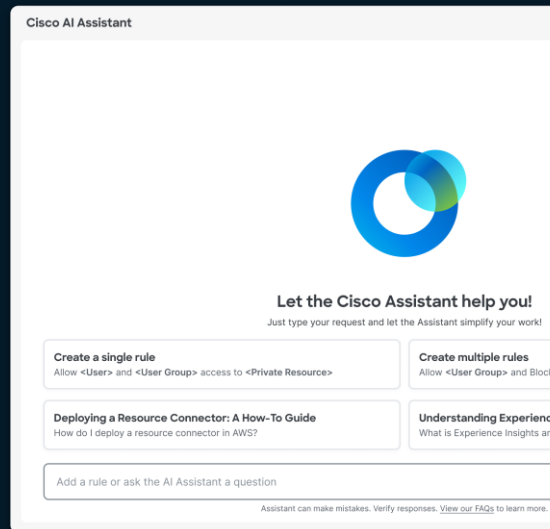 Cisco AI Assistant
Let the Cisco Assistant help you!
Just type your request and let the Assistant simplify your work!
Create a single rule
Allow <User> and <User Group> access to <Private Resource>
Create multiple rules
Allow <User Group> and Bloc
Deploying a Resource Connector: A How-To Guide
How do I deploy a resource connector in AWS?
Understanding Experienc
What is Experience Insights ar
Add a rule or ask the AI Assistant a question
Assistant can make mistakes. Verify responses. View our FAQs to learn more.